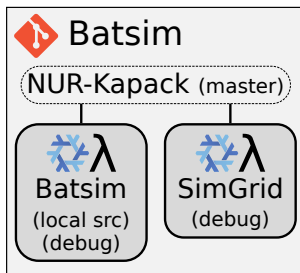 Batsim
NUR-Kapack (master)
λ
Batsim
(local src)
(debug)
λ
SimGrid
(debug)